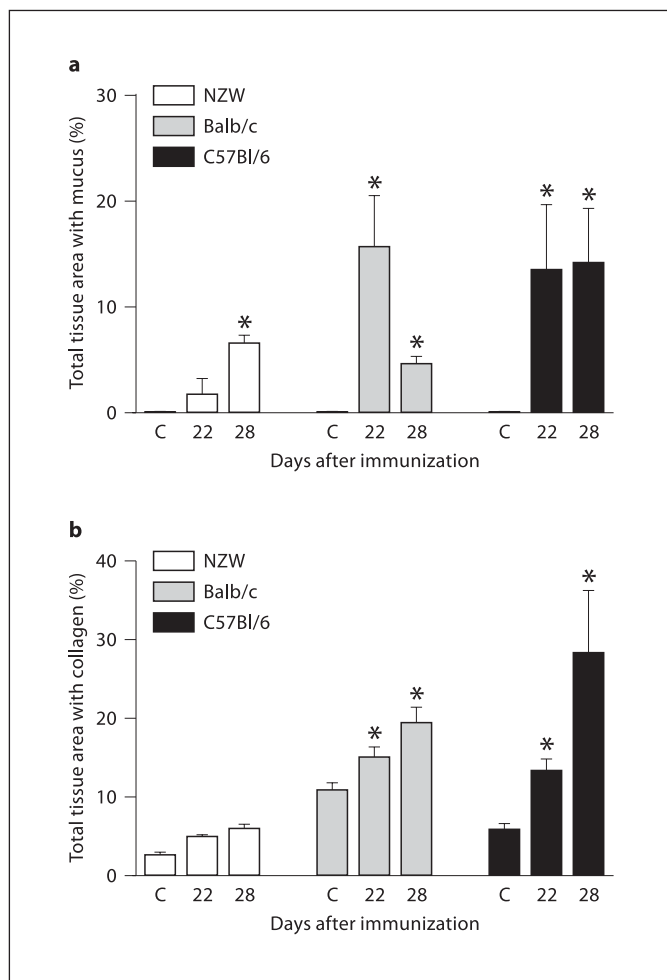 a
Total tissue area with mucus (%)
30
20
10
0
NZW
Balb/c
C57Bl/6
*
*
*
*
*
C 22 28 C 22 28 C 22 28
Days after immunization
b
Total tissue area with collagen (%)
40
30
20
10
0
NZW
Balb/c
C57Bl/6
*
*
*
*
C 22 28 C 22 28 C 22 28
Days after immunization